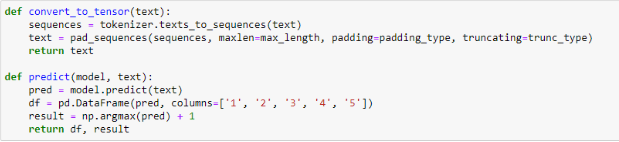 def convert_to_tensor(text):
    sequences = tokenizer.texts_to_sequences(text)
    text = pad_sequences(sequences, maxlen=max_length, padding=padding_type, truncating=trunc_type)
    return text

def predict(model, text):
    pred = model.predict(text)
    df = pd.DataFrame(pred, columns=['1', '2', '3', '4', '5'])
    result = np.argmax(pred) + 1
    return df, result